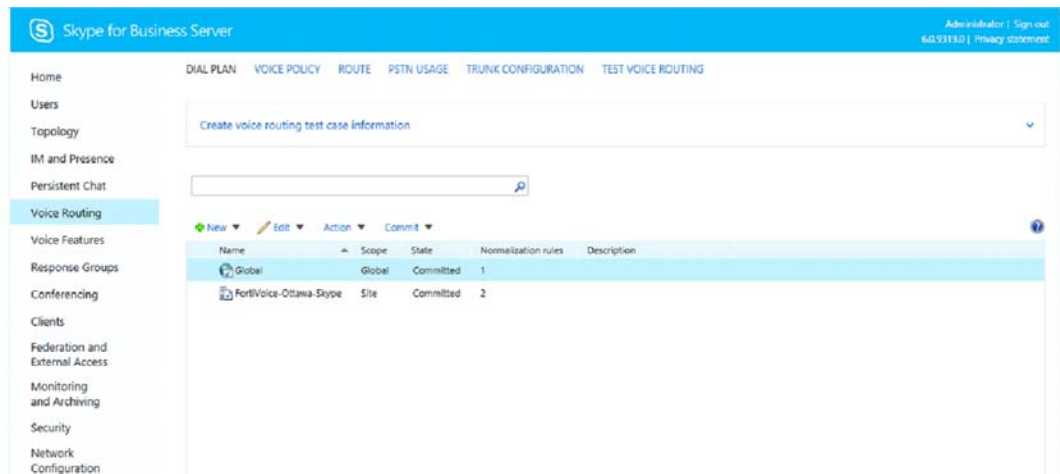 Skype for Business Server
Administrator | Sign out
6.0.9319.0 | Privacy statement
Home
Users
Topology
IM and Presence
Persistent Chat
Voice Routing
Voice Features
Response Groups
Conferencing
Clients
Federation and
External Access
Monitoring
and Archiving
Security
Network
Configuration
DIAL PLAN VOICE POLICY ROUTE PSTN USAGE TRUNK CONFIGURATION TEST VOICE ROUTING
Create voice routing test case information
New Edit Action Commit
Name Scope State Normalization rules Description
Global Global Committed 1
FortiVoice-Ottawa-Skype Site Committed 2